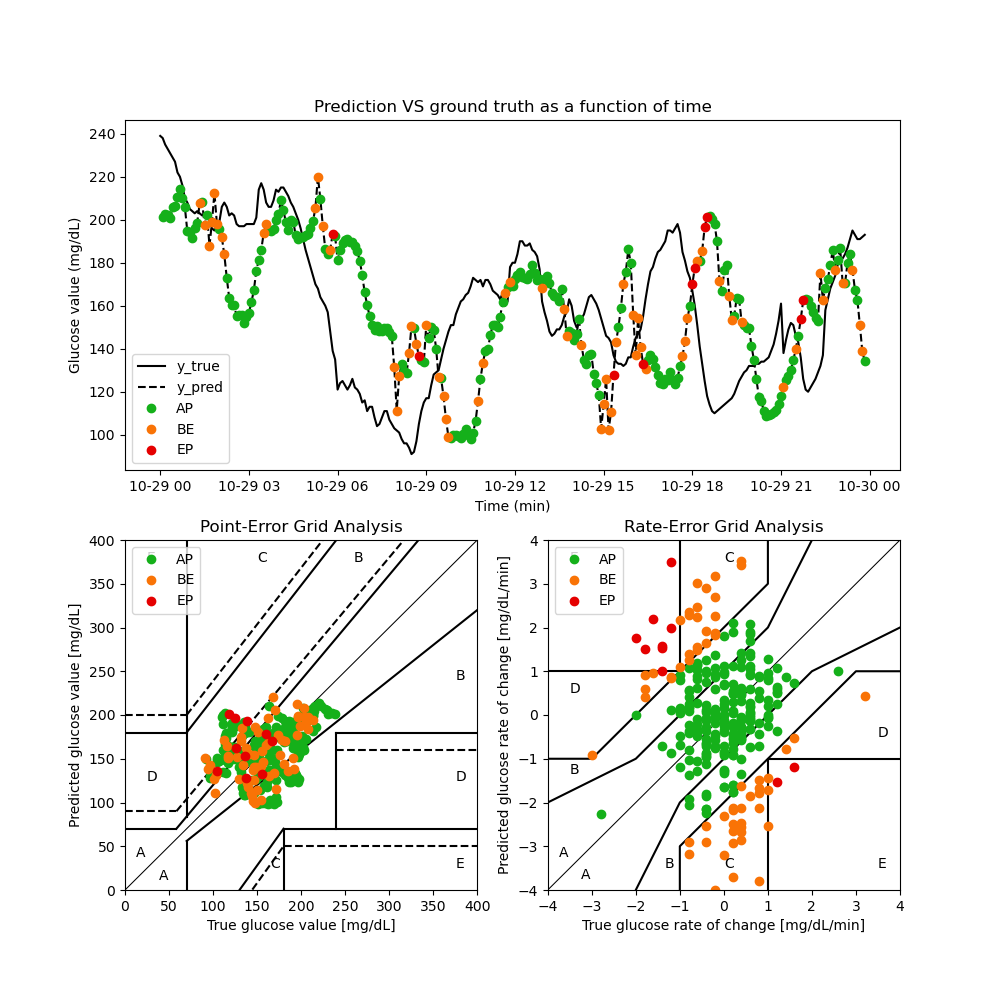 Prediction VS ground truth as a function of time
Glucose value (mg/dL)
240
220
200
180
160
140
120
100
y_true
y_pred
AP
BE
EP
10-29 00 10-29 03 10-29 06 10-29 09 10-29 12 10-29 15 10-29 18 10-29 21 10-30 00
Time (min)
Point-Error Grid Analysis
Predicted glucose value [mg/dL]
400
350
300
250
200
150
100
50
0
AP
BE
EP
C
B
B
D
D
A
A
C
E
0 50 100 150 200 250 300 350 400
True glucose value [mg/dL]
Rate-Error Grid Analysis
Predicted glucose rate of change [mg/dL/min]
4
3
2
1
0
−1
−2
−3
−4
AP
BE
EP
C
D
D
B
A
A
B
C
E
−4 −3 −2 −1 0 1 2 3 4
True glucose rate of change [mg/dL/min]